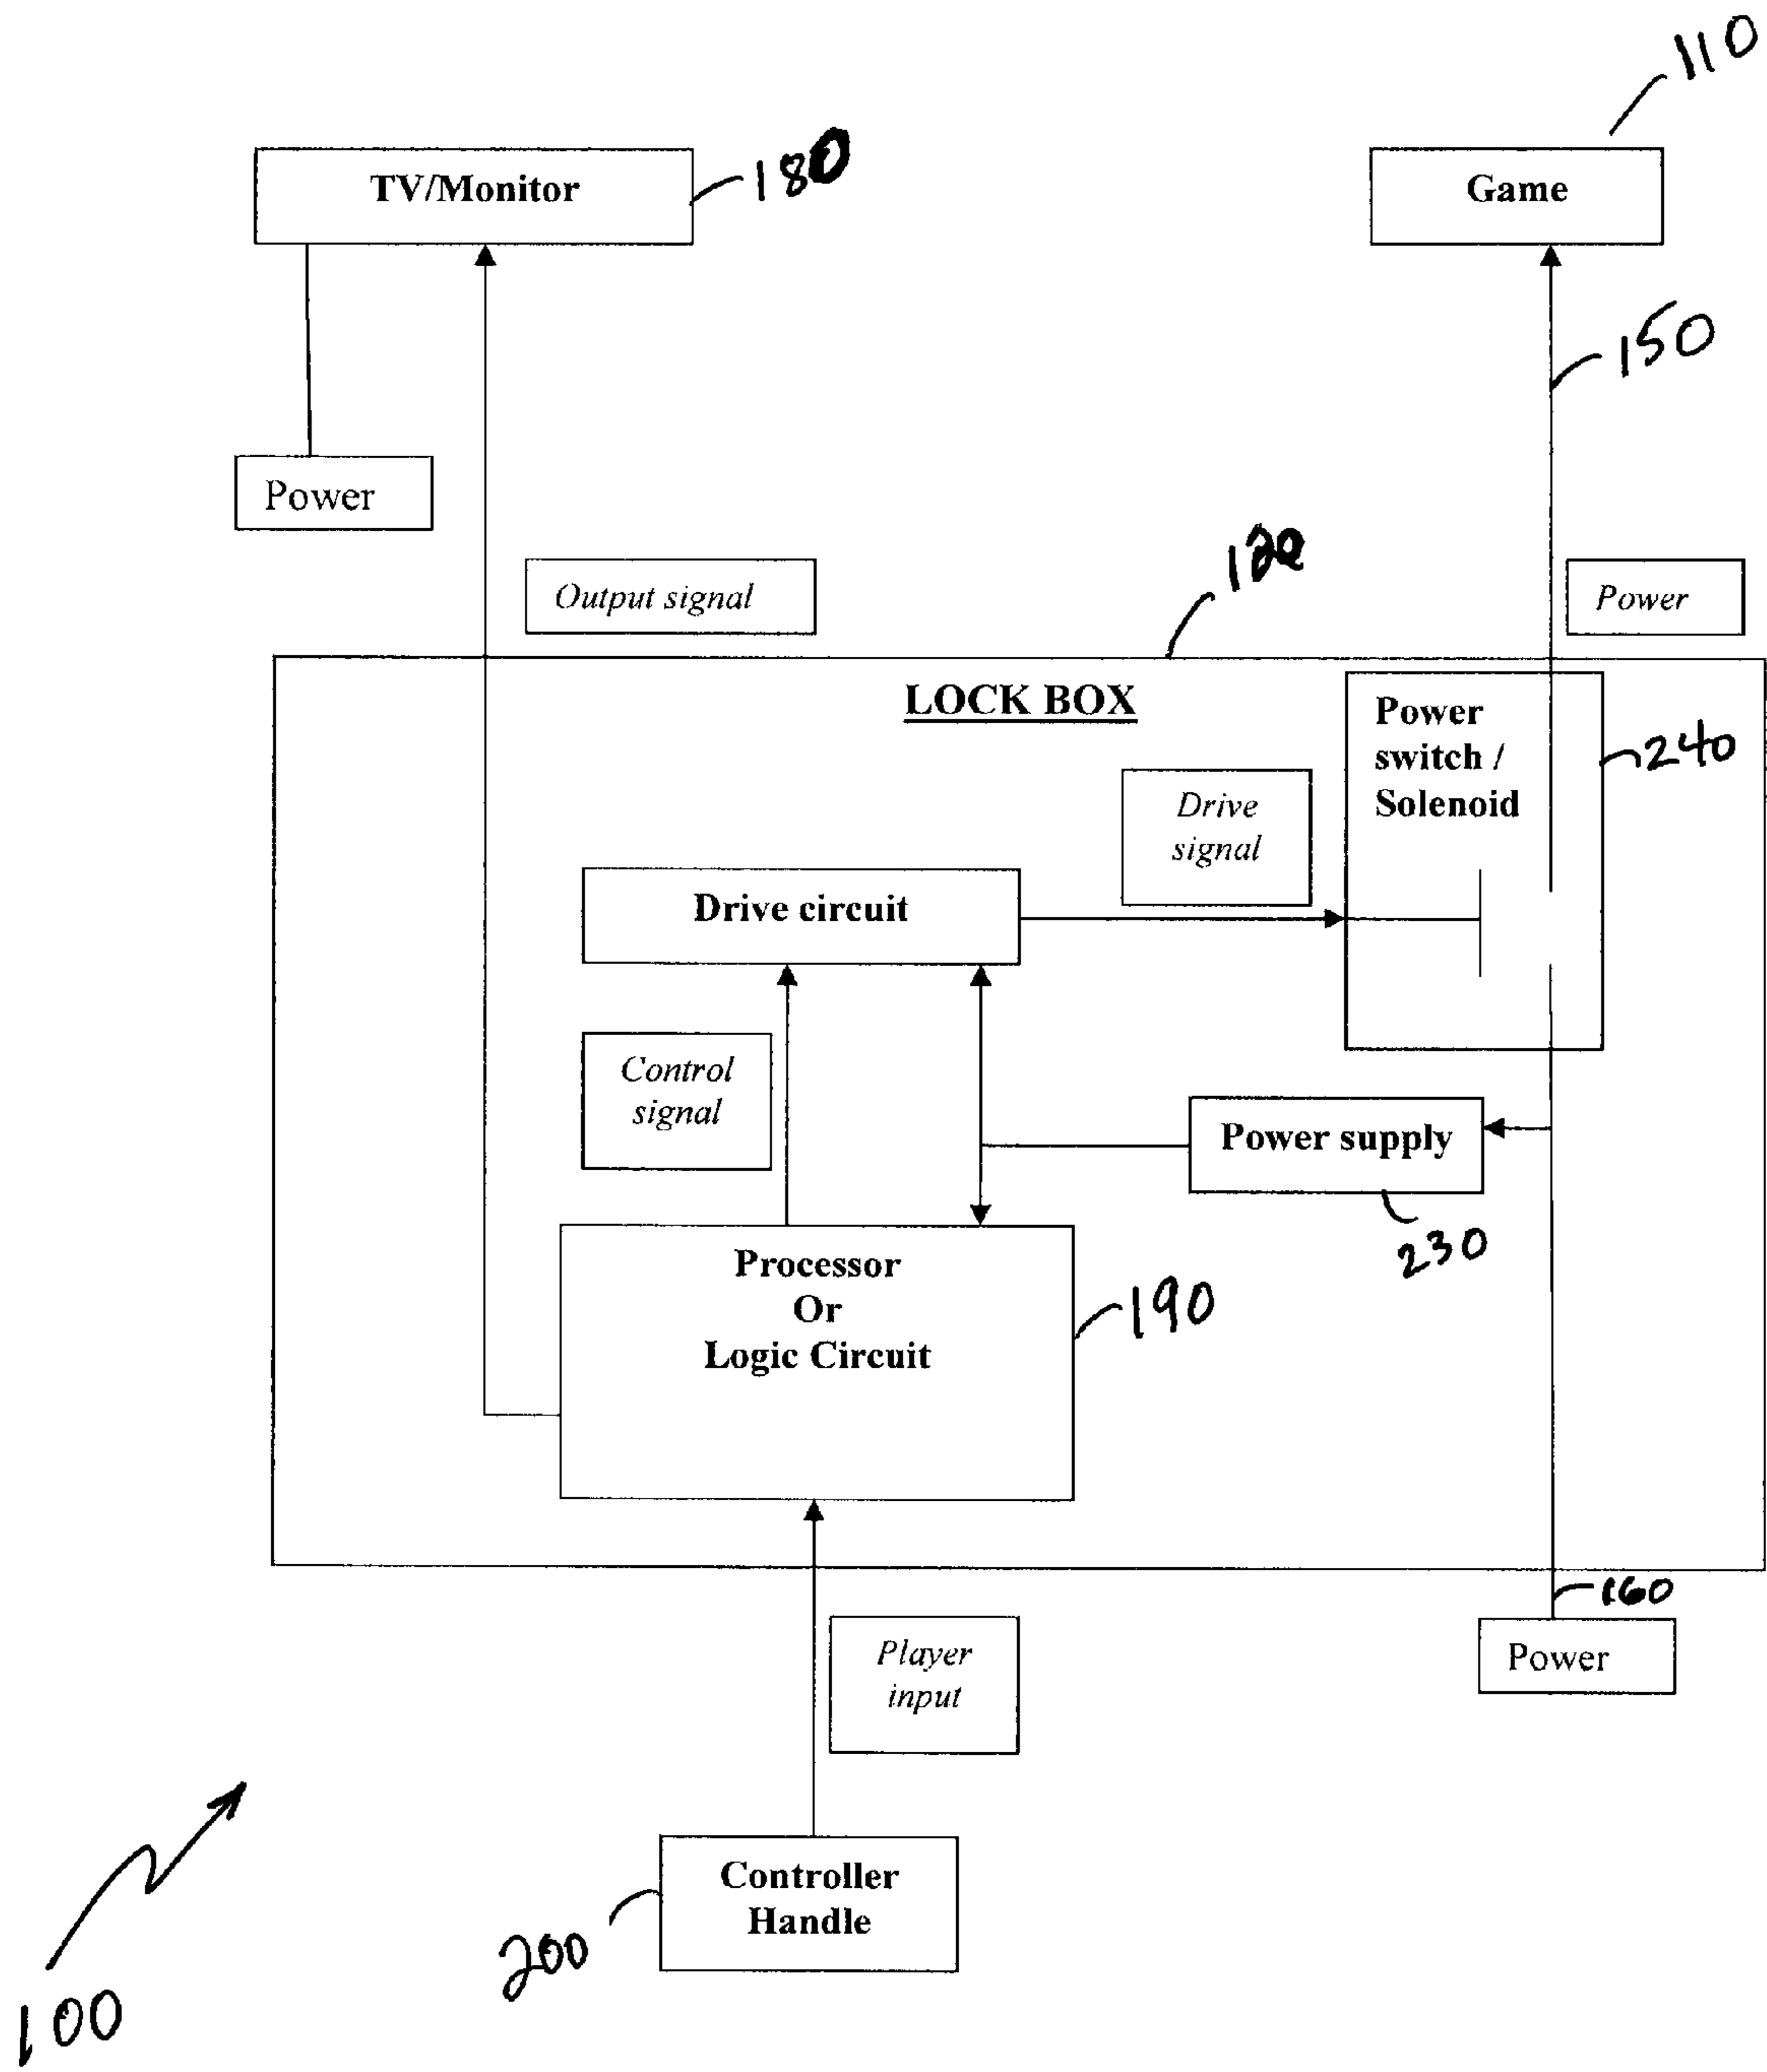 110
TV/Monitor
180
Game
150
Power
120
Output signal
Power
LOCK BOX
Power
switch /
Solenoid
240
Drive
signal
Drive circuit
Control
signal
Power supply
230
Processor
Or
Logic Circuit
190
160
Player
input
Power
Controller
Handle
200
100